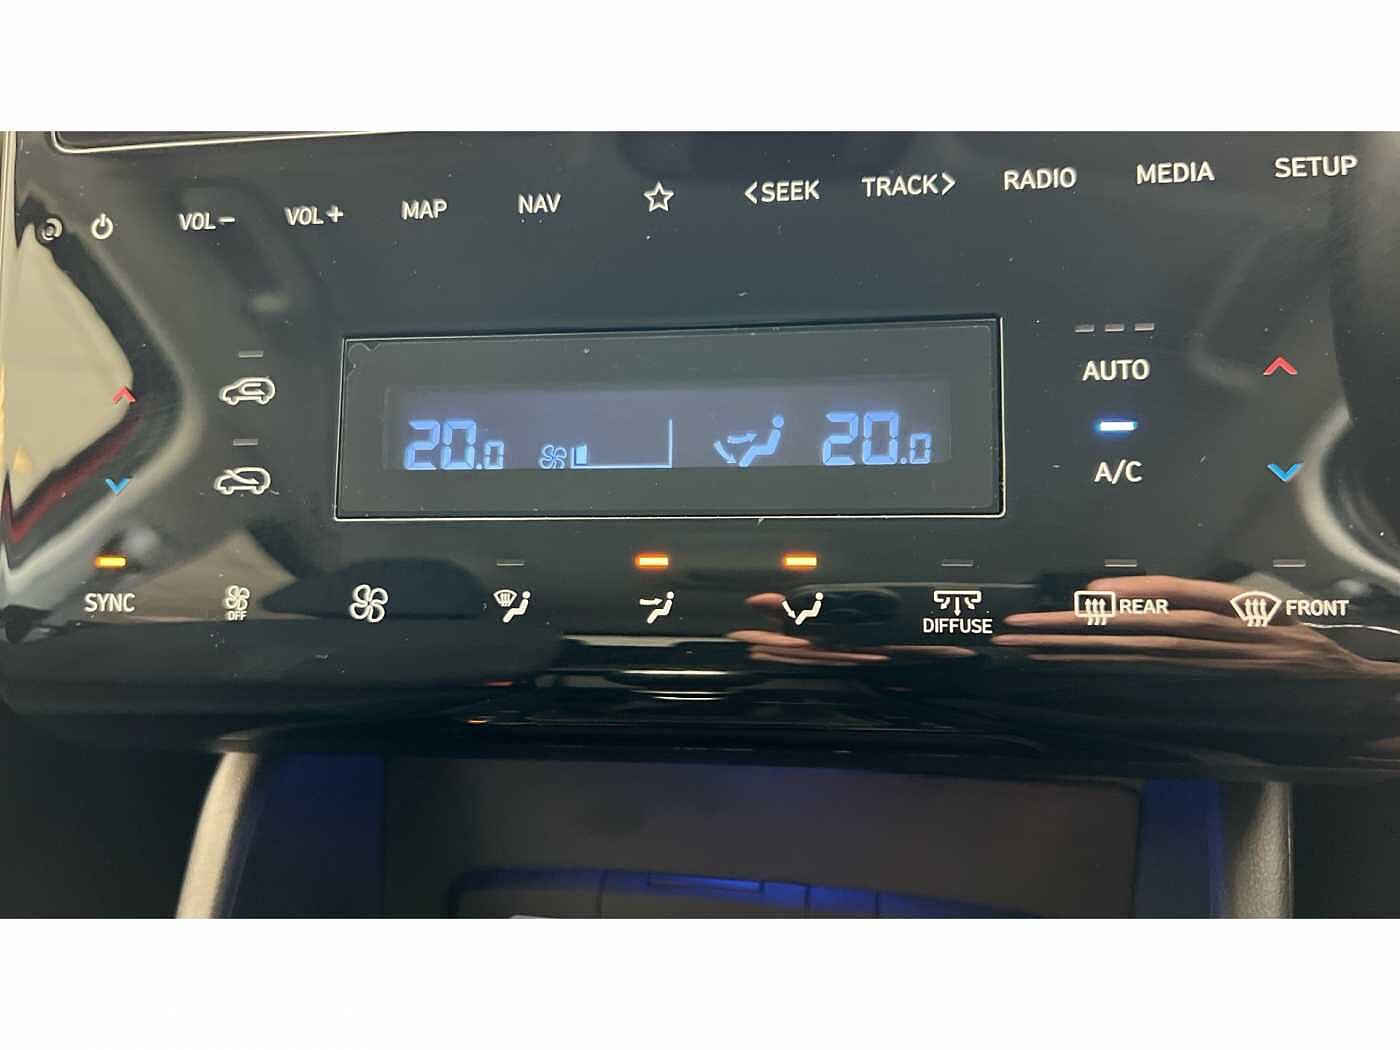 VOL− VOL+ MAP NAV <SEEK TRACK> RADIO MEDIA SETUP
AUTO
20.0 20.0
A/C
SYNC OFF DIFFUSE REAR FRONT